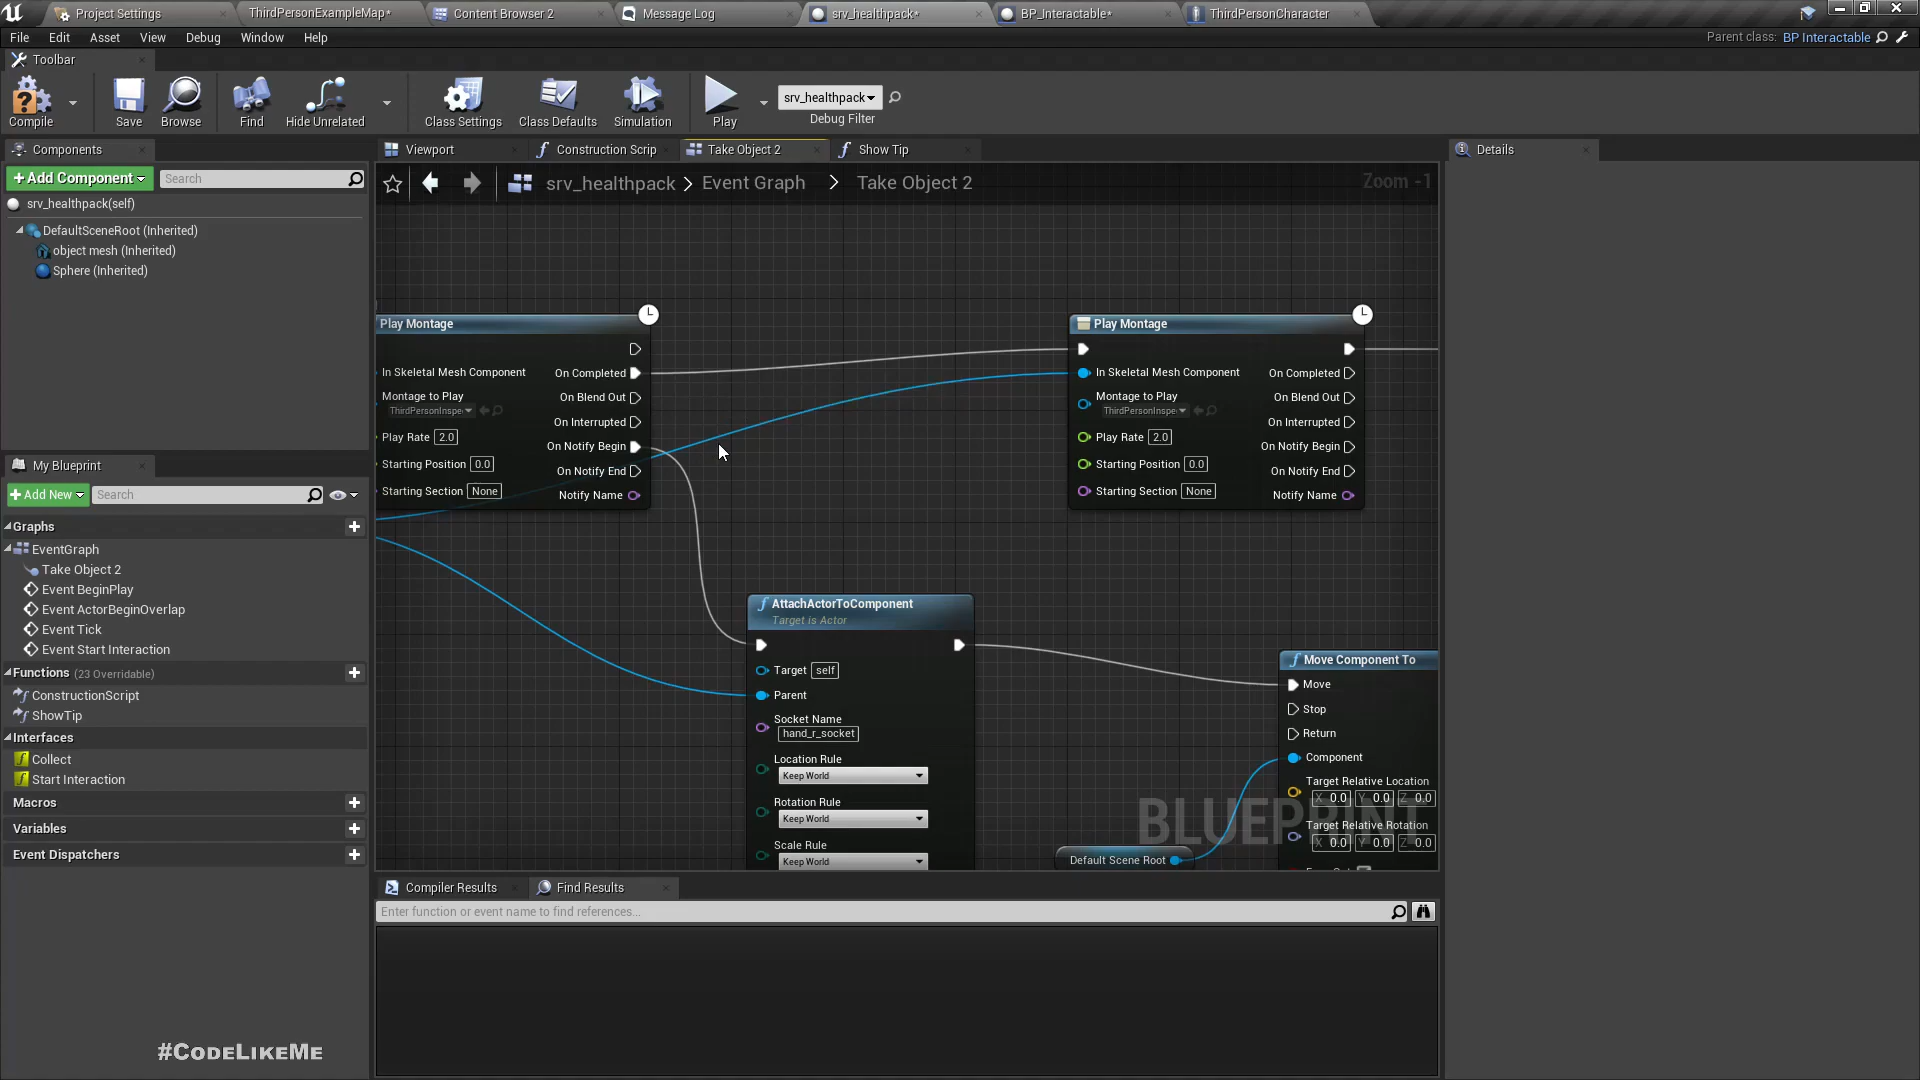 Project Settings
ThirdPersonExampleMap*
Content Browser 2
Message Log
srv_healthpack*
BP_Interactable*
ThirdPersonCharacter
File Edit Asset View Debug Window Help
Parent class: BP Interactable
Toolbar
Compile
Save
Browse
Find
Hide Unrelated
Class Settings
Class Defaults
Simulation
Play
srv_healthpack
Debug Filter
Components
Viewport
Construction Scrip
Take Object 2
Show Tip
Details
+Add Component
Search
srv_healthpack > Event Graph > Take Object 2
Zoom -1
srv_healthpack(self)
DefaultSceneRoot (Inherited)
object mesh (Inherited)
Sphere (Inherited)
Play Montage
In Skeletal Mesh Component
On Completed
Montage to Play
ThirdPersonInspe
On Blend Out
On Interrupted
Play Rate 2.0
On Notify Begin
Starting Position 0.0
On Notify End
Starting Section None
Notify Name
Play Montage
In Skeletal Mesh Component
On Completed
Montage to Play
ThirdPersonInspe
On Blend Out
On Interrupted
Play Rate 2.0
On Notify Begin
Starting Position 0.0
On Notify End
Starting Section None
Notify Name
My Blueprint
+Add New
Search
Graphs
EventGraph
Take Object 2
Event BeginPlay
Event ActorBeginOverlap
Event Tick
Event Start Interaction
Functions (23 Overridable)
ConstructionScript
ShowTip
Interfaces
Collect
Start Interaction
Macros
Variables
Event Dispatchers
AttachActorToComponent
Target is Actor
Target self
Parent
Socket Name
hand_r_socket
Location Rule
Keep World
Rotation Rule
Keep World
Scale Rule
Keep World
Move Component To
Move
Stop
Return
Component
Target Relative Location
X 0.0 Y 0.0 Z 0.0
Target Relative Rotation
X 0.0 Y 0.0 Z 0.0
Default Scene Root
BLUEPRINT
Compiler Results
Find Results
Enter function or event name to find references...
#CodeLikeMe